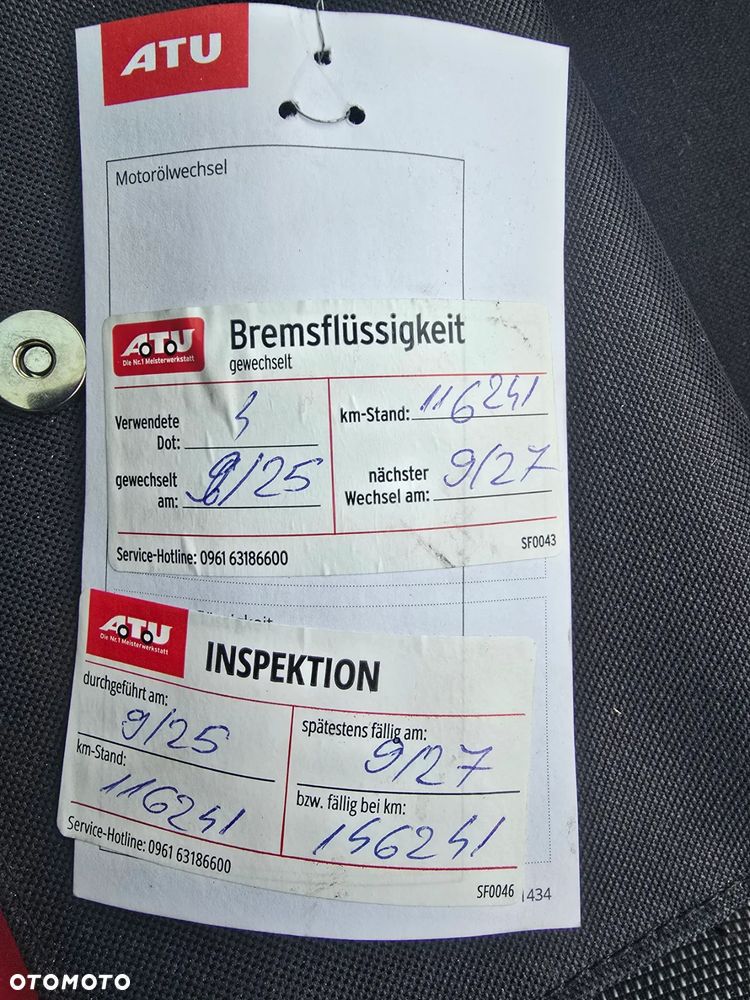 ATU
Motorölwechsel
ATU
Die Nr.1 Meisterwerkstatt
Bremsflüssigkeit
gewechselt
Verwendete
Dot:
km-Stand: 116241
gewechselt
am: 9/25
nächster
Wechsel am: 9/27
Service-Hotline: 0961 63186600
SF0043
ATU
Die Nr.1 Meisterwerkstatt
INSPEKTION
durchgeführt am:
9/25
spätestens fällig am:
9/27
km-Stand:
116241
bzw. fällig bei km:
146241
Service-Hotline: 0961 63186600
SF0046
1434
OTOMOTO